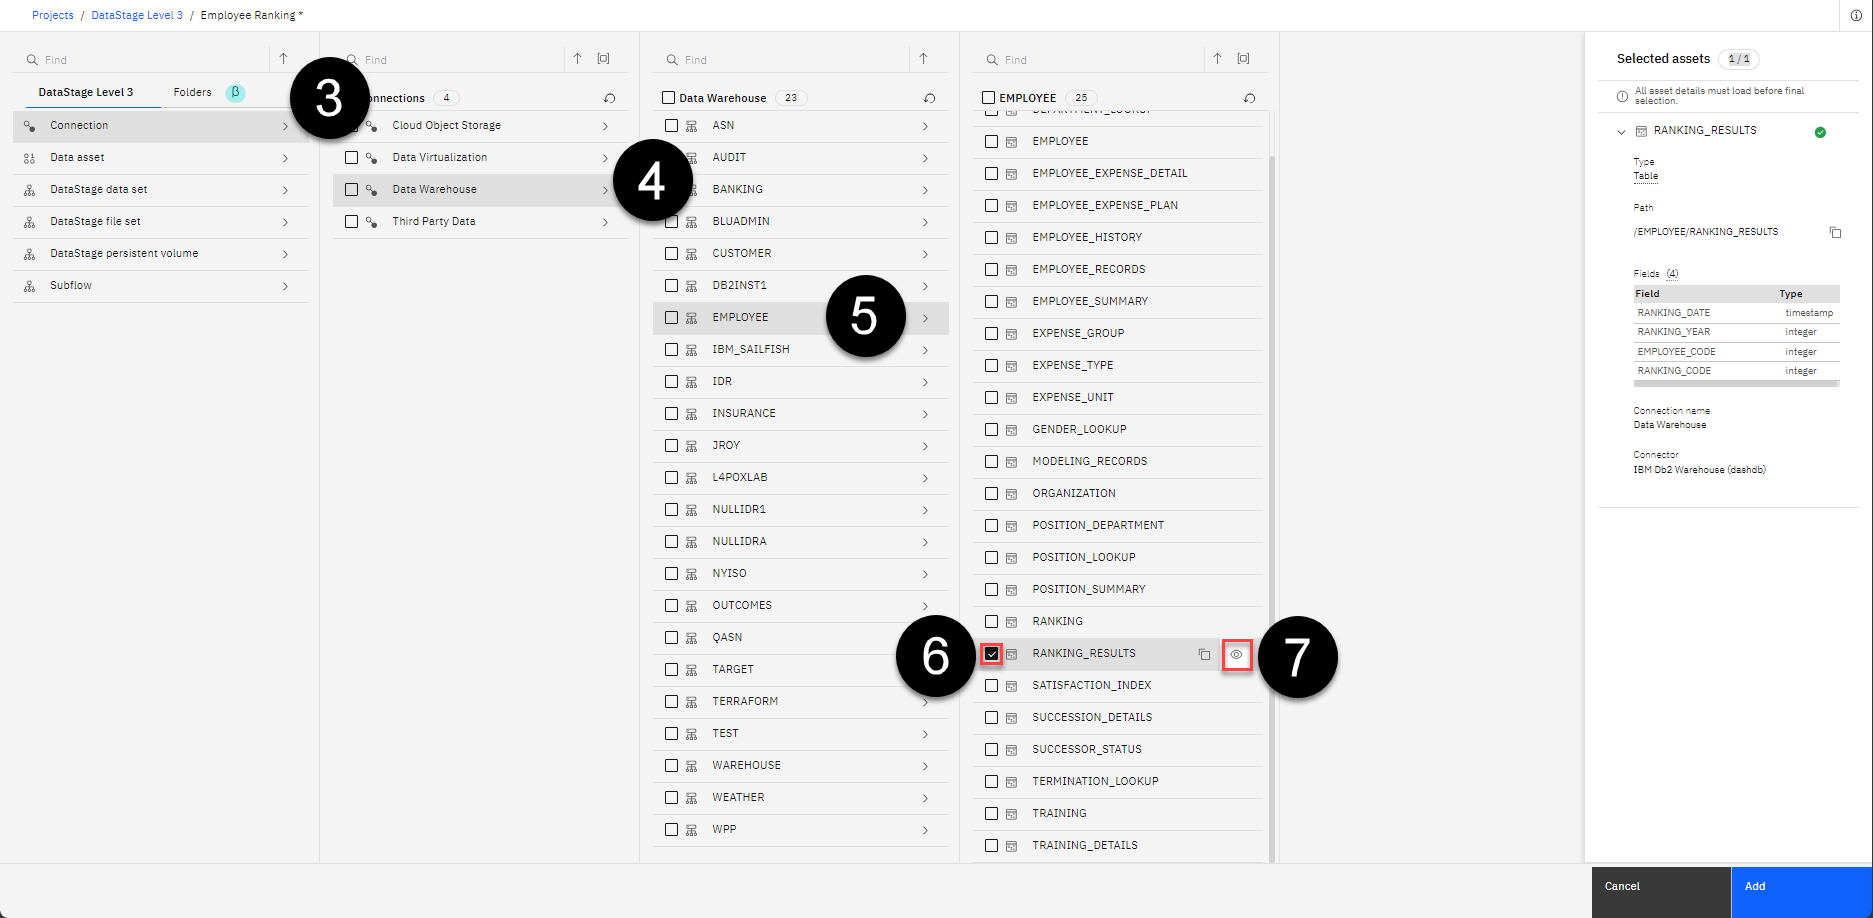 Projects / DataStage Level 3 / Employee Ranking *
Find
DataStage Level 3
Folders
β
Connection
Data asset
DataStage data set
DataStage file set
DataStage persistent volume
Subflow
3
Find
onnections 4
Cloud Object Storage
Data Virtualization
Data Warehouse
Third Party Data
4
Find
Data Warehouse 23
ASN
AUDIT
BANKING
BLUADMIN
CUSTOMER
DB2INST1
EMPLOYEE
IBM_SAILFISH
IDR
INSURANCE
JROY
L4POXLAB
NULLIDR1
NULLIDRA
NYISO
OUTCOMES
QASN
TARGET
TERRAFORM
TEST
WAREHOUSE
WEATHER
WPP
5
Find
EMPLOYEE 25
DEPARTMENT_LOOKUP
EMPLOYEE
EMPLOYEE_EXPENSE_DETAIL
EMPLOYEE_EXPENSE_PLAN
EMPLOYEE_HISTORY
EMPLOYEE_RECORDS
EMPLOYEE_SUMMARY
EXPENSE_GROUP
EXPENSE_TYPE
EXPENSE_UNIT
GENDER_LOOKUP
MODELING_RECORDS
ORGANIZATION
POSITION_DEPARTMENT
POSITION_LOOKUP
POSITION_SUMMARY
RANKING
RANKING_RESULTS
SATISFACTION_INDEX
SUCCESSION_DETAILS
SUCCESSOR_STATUS
TERMINATION_LOOKUP
TRAINING
TRAINING_DETAILS
6
7
Selected assets 1 / 1
All asset details must load before final
selection.
RANKING_RESULTS
Type
Table
Path
/EMPLOYEE/RANKING_RESULTS
Fields (4)
Field Type
RANKING_DATE timestamp
RANKING_YEAR integer
EMPLOYEE_CODE integer
RANKING_CODE integer
Connection name
Data Warehouse
Connector
IBM Db2 Warehouse (dashdb)
Cancel
Add